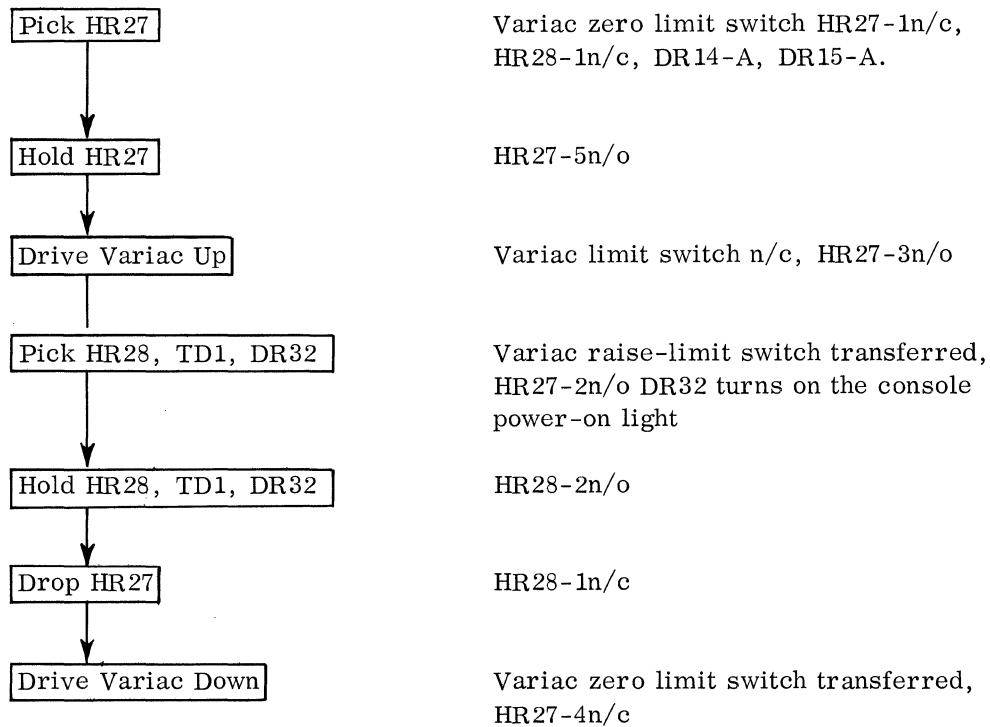 Pick HR27
Variac zero limit switch HR27-1n/c,
HR28-1n/c, DR14-A, DR15-A.
Hold HR27
HR27-5n/o
Drive Variac Up
Variac limit switch n/c, HR27-3n/o
Pick HR28, TD1, DR32
Variac raise-limit switch transferred,
HR27-2n/o DR32 turns on the console
power-on light
Hold HR28, TD1, DR32
HR28-2n/o
Drop HR27
HR28-1n/c
Drive Variac Down
Variac zero limit switch transferred,
HR27-4n/c